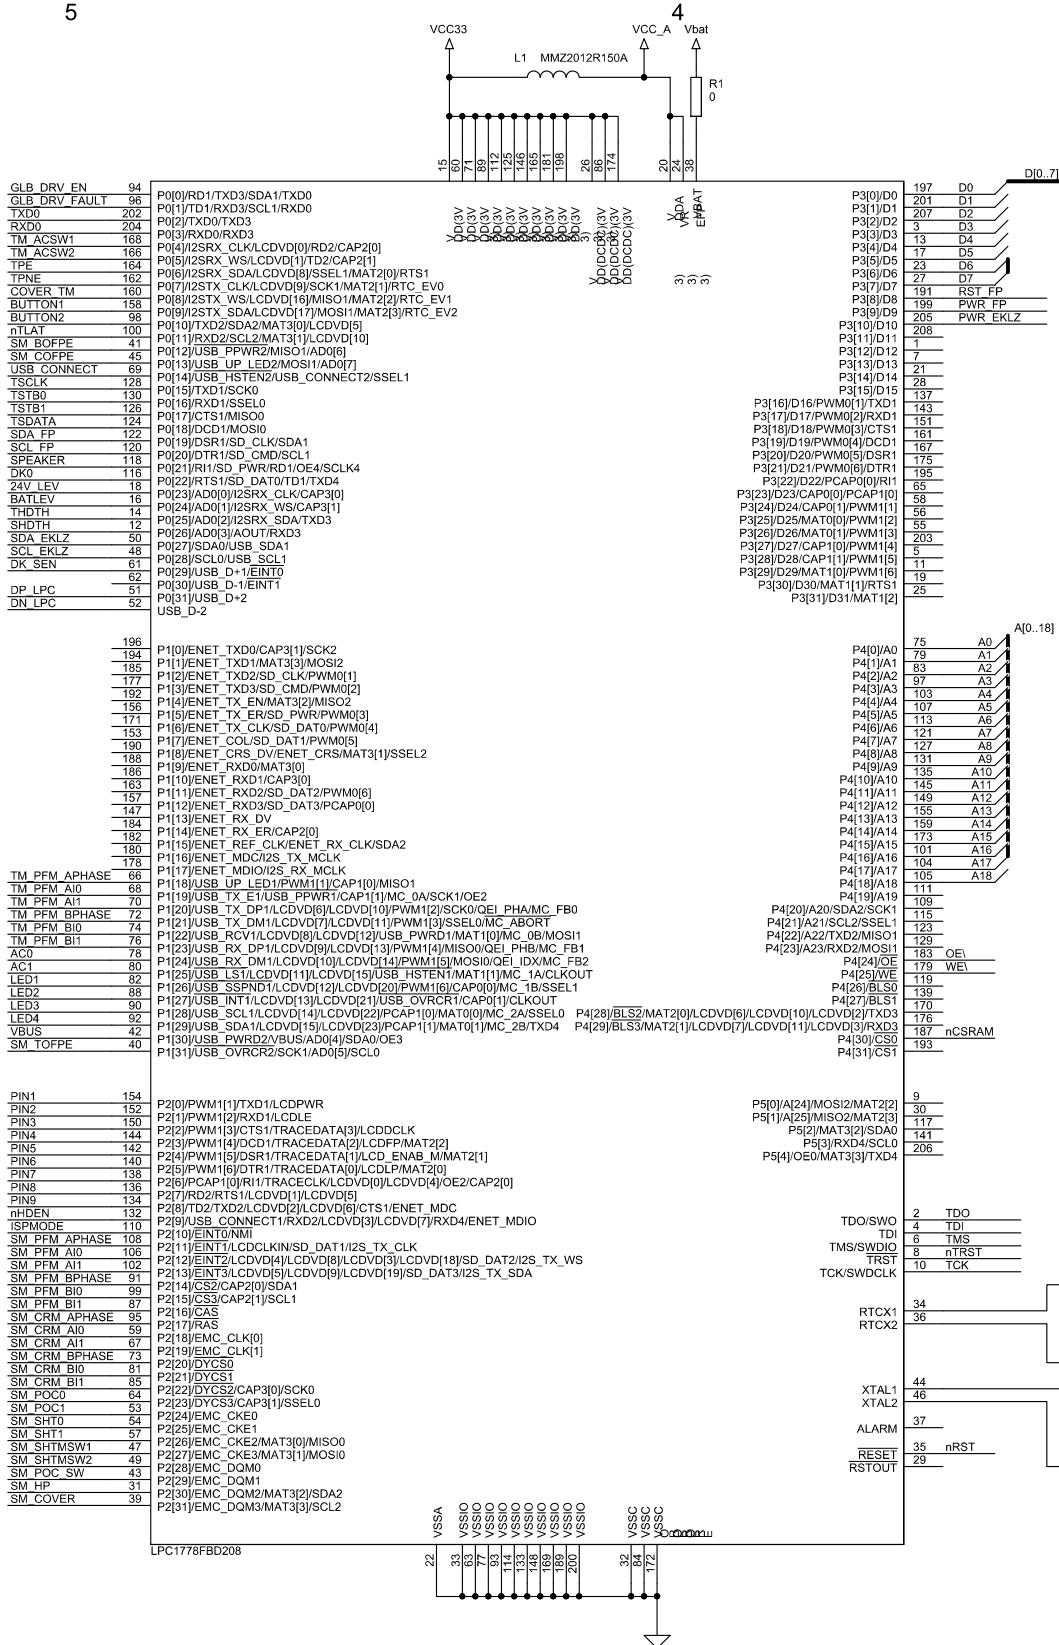 5
4
VCC33
VCC_A
Vbat
L1 MMZ2012R150A
R1
0
15 60 71 89 112 125 146 165 181 198 26 86 174 20 24 38
D[0..7]
GLB_DRV_EN 94 P0[0]/RD1/TXD3/SDA1/TXD0 P3[0]/D0 197 D0
GLB_DRV_FAULT 96 P0[1]/TD1/RXD3/SCL1/RXD0 P3[1]/D1 201 D1
TXD0 202 P0[2]/TXD0/TXD3 P3[2]/D2 207 D2
RXD0 204 P0[3]/RXD0/RXD3 P3[3]/D3 3 D3
TM_ACSW1 168 P0[4]/I2SRX_CLK/LCDVD[0]/RD2/CAP2[0] P3[4]/D4 13 D4
TM_ACSW2 166 P0[5]/I2SRX_WS/LCDVD[1]/TD2/CAP2[1] P3[5]/D5 17 D5
TPE 164 P0[6]/I2SRX_SDA/LCDVD[8]/SSEL1/MAT2[0]/RTS1 P3[6]/D6 23 D6
TPNE 162 P0[7]/I2STX_CLK/LCDVD[9]/SCK1/MAT2[1]/RTC_EV0 P3[7]/D7 27 D7
COVER_TM 160 P0[8]/I2STX_WS/LCDVD[16]/MISO1/MAT2[2]/RTC_EV1 P3[8]/D8 191 RST_FP
BUTTON1 158 P0[9]/I2STX_SDA/LCDVD[17]/MOSI1/MAT2[3]/RTC_EV2 P3[9]/D9 199 PWR_FP
BUTTON2 98 P0[10]/TXD2/SDA2/MAT3[0]/LCDVD[5] P3[10]/D10 205 PWR_EKLZ
nTLAT 100 P0[11]/RXD2/SCL2/MAT3[1]/LCDVD[10] P3[11]/D11 208
SM_BOFPE 41 P0[12]/USB_PPWR2/MISO1/AD0[6] P3[12]/D12 1
SM_COFPE 45 P0[13]/USB_UP_LED2/MOSI1/AD0[7] P3[13]/D13 7
USB_CONNECT 69 P0[14]/USB_HSTEN2/USB_CONNECT2/SSEL1 P3[14]/D14 21
TSCLK 128 P0[15]/TXD1/SCK0 P3[15]/D15 28
TSTB0 130 P0[16]/RXD1/SSEL0 P3[16]/D16/PWM0[1]/TXD1 137
TSTB1 126 P0[17]/CTS1/MISO0 P3[17]/D17/PWM0[2]/RXD1 143
TSDATA 124 P0[18]/DCD1/MOSI0 P3[18]/D18/PWM0[3]/CTS1 151
SDA_FP 122 P0[19]/DSR1/SD_CLK/SDA1 P3[19]/D19/PWM0[4]/DCD1 161
SCL_FP 120 P0[20]/DTR1/SD_CMD/SCL1 P3[20]/D20/PWM0[5]/DSR1 167
SPEAKER 118 P0[21]/RI1/SD_PWR/RD1/OE4/SCLK4 P3[21]/D21/PWM0[6]/DTR1 175
DK0 116 P0[22]/RTS1/SD_DAT0/TD1/TXD4 P3[22]/D22/PCAP0[0]/RI1 195
24V_LEV 18 P0[23]/AD0[0]/I2SRX_CLK/CAP3[0] P3[23]/D23/CAP0[0]/PCAP1[0] 65
BATLEV 16 P0[24]/AD0[1]/I2SRX_WS/CAP3[1] P3[24]/D24/CAP0[1]/PWM1[1] 58
THDTH 14 P0[25]/AD0[2]/I2SRX_SDA/TXD3 P3[25]/D25/MAT0[0]/PWM1[2] 56
SHDTH 12 P0[26]/AD0[3]/AOUT/RXD3 P3[26]/D26/MAT0[1]/PWM1[3] 55
SDA_EKLZ 50 P0[27]/SDA0/USB_SDA1 P3[27]/D27/CAP1[0]/PWM1[4] 203
SCL_EKLZ 48 P0[28]/SCL0/USB_SCL1 P3[28]/D28/CAP1[1]/PWM1[5] 5
DK_SEN 61 P0[29]/USB_D+1/EINT0 P3[29]/D29/MAT1[0]/PWM1[6] 11
62 P0[30]/USB_D-1/EINT1 P3[30]/D30/MAT1[1]/RTS1 19
DP_LPC 51 P0[31]/USB_D+2 P3[31]/D31/MAT1[2] 25
DN_LPC 52 USB_D-2
A[0..18]
196 P1[0]/ENET_TXD0/CAP3[1]/SCK2 P4[0]/A0 75 A0
194 P1[1]/ENET_TXD1/MAT3[3]/MOSI2 P4[1]/A1 79 A1
185 P1[2]/ENET_TXD2/SD_CLK/PWM0[1] P4[2]/A2 83 A2
177 P1[3]/ENET_TXD3/SD_CMD/PWM0[2] P4[3]/A3 97 A3
192 P1[4]/ENET_TX_EN/MAT3[2]/MISO2 P4[4]/A4 103 A4
156 P1[5]/ENET_TX_ER/SD_PWR/PWM0[3] P4[5]/A5 107 A5
171 P1[6]/ENET_TX_CLK/SD_DAT0/PWM0[4] P4[6]/A6 113 A6
153 P1[7]/ENET_COL/SD_DAT1/PWM0[5] P4[7]/A7 121 A7
190 P1[8]/ENET_CRS_DV/ENET_CRS/MAT3[1]/SSEL2 P4[8]/A8 127 A8
188 P1[9]/ENET_RXD0/MAT3[0] P4[9]/A9 131 A9
186 P1[10]/ENET_RXD1/CAP3[0] P4[10]/A10 135 A10
163 P1[11]/ENET_RXD2/SD_DAT2/PWM0[6] P4[11]/A11 145 A11
157 P1[12]/ENET_RXD3/SD_DAT3/PCAP0[0] P4[12]/A12 149 A12
147 P1[13]/ENET_RX_DV P4[13]/A13 155 A13
184 P1[14]/ENET_RX_ER/CAP2[0] P4[14]/A14 159 A14
182 P1[15]/ENET_REF_CLK/ENET_RX_CLK/SDA2 P4[15]/A15 173 A15
180 P1[16]/ENET_MDC/I2S_TX_MCLK P4[16]/A16 101 A16
178 P1[17]/ENET_MDIO/I2S_RX_MCLK P4[17]/A17 104 A17
TM_PFM_APHASE 66 P1[18]/USB_UP_LED1/PWM1[1]/CAP1[0]/MISO1 P4[18]/A18 105 A18
TM_PFM_AI0 68 P1[19]/USB_TX_E1/USB_PPWR1/CAP1[1]/MC_0A/SCK1/OE2 P4[19]/A19 111
TM_PFM_AI1 70 P1[20]/USB_TX_DP1/LCDVD[6]/LCDVD[10]/PWM1[2]/SCK0/QEI_PHA/MC_FB0 P4[20]/A20/SDA2/SCK1 109
TM_PFM_BPHASE 72 P1[21]/USB_TX_DM1/LCDVD[7]/LCDVD[11]/PWM1[3]/SSEL0/MC_ABORT P4[21]/A21/SCL2/SSEL1 115
TM_PFM_BI0 74 P1[22]/USB_RCV1/LCDVD[8]/LCDVD[12]/USB_PWRD1/MAT1[0]/MC_0B/MOSI1 P4[22]/A22/TXD2/MISO1 123
TM_PFM_BI1 76 P1[23]/USB_RX_DP1/LCDVD[9]/LCDVD[13]/PWM1[4]/MISO0/QEI_PHB/MC_FB1 P4[23]/A23/RXD2/MOSI1 129
AC0 78 P1[24]/USB_RX_DM1/LCDVD[10]/LCDVD[14]/PWM1[5]/MOSI0/QEI_IDX/MC_FB2 P4[24]/OE 183 OE\
AC1 80 P1[25]/USB_LS1/LCDVD[11]/LCDVD[15]/USB_HSTEN1/MAT1[1]/MC_1A/CLKOUT P4[25]/WE 179 WE\
LED1 82 P1[26]/USB_SSPND1/LCDVD[12]/LCDVD[20]/PWM1[6]/CAP0[0]/MC_1B/SSEL1 P4[26]/BLS0 119
LED2 88 P1[27]/USB_INT1/LCDVD[13]/LCDVD[21]/USB_OVRCR1/CAP0[1]/CLKOUT P4[27]/BLS1 139
LED3 90 P1[28]/USB_SCL1/LCDVD[14]/LCDVD[22]/PCAP1[0]/MAT0[0]/MC_2A/SSEL0 P4[28]/BLS2/MAT2[0]/LCDVD[6]/LCDVD[10]/LCDVD[2]/TXD3 170
LED4 92 P1[29]/USB_SDA1/LCDVD[15]/LCDVD[23]/PCAP1[1]/MAT0[1]/MC_2B/TXD4 P4[29]/BLS3/MAT2[1]/LCDVD[7]/LCDVD[11]/LCDVD[3]/RXD3 176
VBUS 42 P1[30]/USB_PWRD2/VBUS/AD0[4]/SDA0/OE3 P4[30]/CS0 187 nCSRAM
SM_TOFPE 40 P1[31]/USB_OVRCR2/SCK1/AD0[5]/SCL0 P4[31]/CS1 193
PIN1 154 P2[0]/PWM1[1]/TXD1/LCDPWR P5[0]/A[24]/MOSI2/MAT2[2] 9
PIN2 152 P2[1]/PWM1[2]/RXD1/LCDLE P5[1]/A[25]/MISO2/MAT2[3] 30
PIN3 150 P2[2]/PWM1[3]/CTS1/TRACEDATA[3]/LCDDCLK P5[2]/MAT3[2]/SDA0 117
PIN4 144 P2[3]/PWM1[4]/DCD1/TRACEDATA[2]/LCDFP/MAT2[2] P5[3]/RXD4/SCL0 141
PIN5 142 P2[4]/PWM1[5]/DSR1/TRACEDATA[1]/LCD_ENAB_M/MAT2[1] P5[4]/OE0/MAT3[3]/TXD4 206
PIN6 140 P2[5]/PWM1[6]/DTR1/TRACEDATA[0]/LCDLP/MAT2[0]
PIN7 138 P2[6]/PCAP1[0]/RI1/TRACECLK/LCDVD[0]/LCDVD[4]/OE2/CAP2[0]
PIN8 136 P2[7]/RD2/RTS1/LCDVD[1]/LCDVD[5]
PIN9 134 P2[8]/TD2/TXD2/LCDVD[2]/LCDVD[6]/CTS1/ENET_MDC
nHDEN 132 P2[9]/USB_CONNECT1/RXD2/LCDVD[3]/LCDVD[7]/RXD4/ENET_MDIO TDO/SWO 2 TDO
ISPMODE 110 P2[10]/EINT0/NMI TDI 4 TDI
SM_PFM_APHASE 108 P2[11]/EINT1/LCDCLKIN/SD_DAT1/I2S_TX_CLK TMS/SWDIO 6 TMS
SM_PFM_AI0 106 P2[12]/EINT2/LCDVD[4]/LCDVD[8]/LCDVD[3]/LCDVD[18]/SD_DAT2/I2S_TX_WS TRST 8 nTRST
SM_PFM_AI1 102 P2[13]/EINT3/LCDVD[5]/LCDVD[9]/LCDVD[19]/SD_DAT3/I2S_TX_SDA TCK/SWDCLK 10 TCK
SM_PFM_BPHASE 91 P2[14]/CS2/CAP2[0]/SDA1
SM_PFM_BI0 99 P2[15]/CS3/CAP2[1]/SCL1
SM_PFM_BI1 87 P2[16]/CAS RTCX1 34
SM_CRM_APHASE 95 P2[17]/RAS RTCX2 36
SM_CRM_AI0 59 P2[18]/EMC_CLK[0]
SM_CRM_AI1 67 P2[19]/EMC_CLK[1]
SM_CRM_BPHASE 73 P2[20]/DYCS0
SM_CRM_BI0 81 P2[21]/DYCS1
SM_CRM_BI1 85 P2[22]/DYCS2/CAP3[0]/SCK0 XTAL1 44
SM_POC0 64 P2[23]/DYCS3/CAP3[1]/SSEL0 XTAL2 46
SM_POC1 53 P2[24]/EMC_CKE0
SM_SHT0 54 P2[25]/EMC_CKE1 ALARM 37
SM_SHT1 57 P2[26]/EMC_CKE2/MAT3[0]/MISO0
SM_SHTMSW1 47 P2[27]/EMC_CKE3/MAT3[1]/MOSI0 RESET 35 nRST
SM_SHTMSW2 49 P2[28]/EMC_DQM0 RSTOUT 29
SM_POC_SW 43 P2[29]/EMC_DQM1
SM_HP 31 P2[30]/EMC_DQM2/MAT3[2]/SDA2
SM_COVER 39 P2[31]/EMC_DQM3/MAT3[3]/SCL2
VSSA VSSIO VSSIO VSSIO VSSIO VSSIO VSSIO VSSIO VSSIO VSSIO VSSIO VSSC VSSC VSSC
LPC1778FBD208
22 33 63 77 93 114 133 148 169 189 200 32 84 172